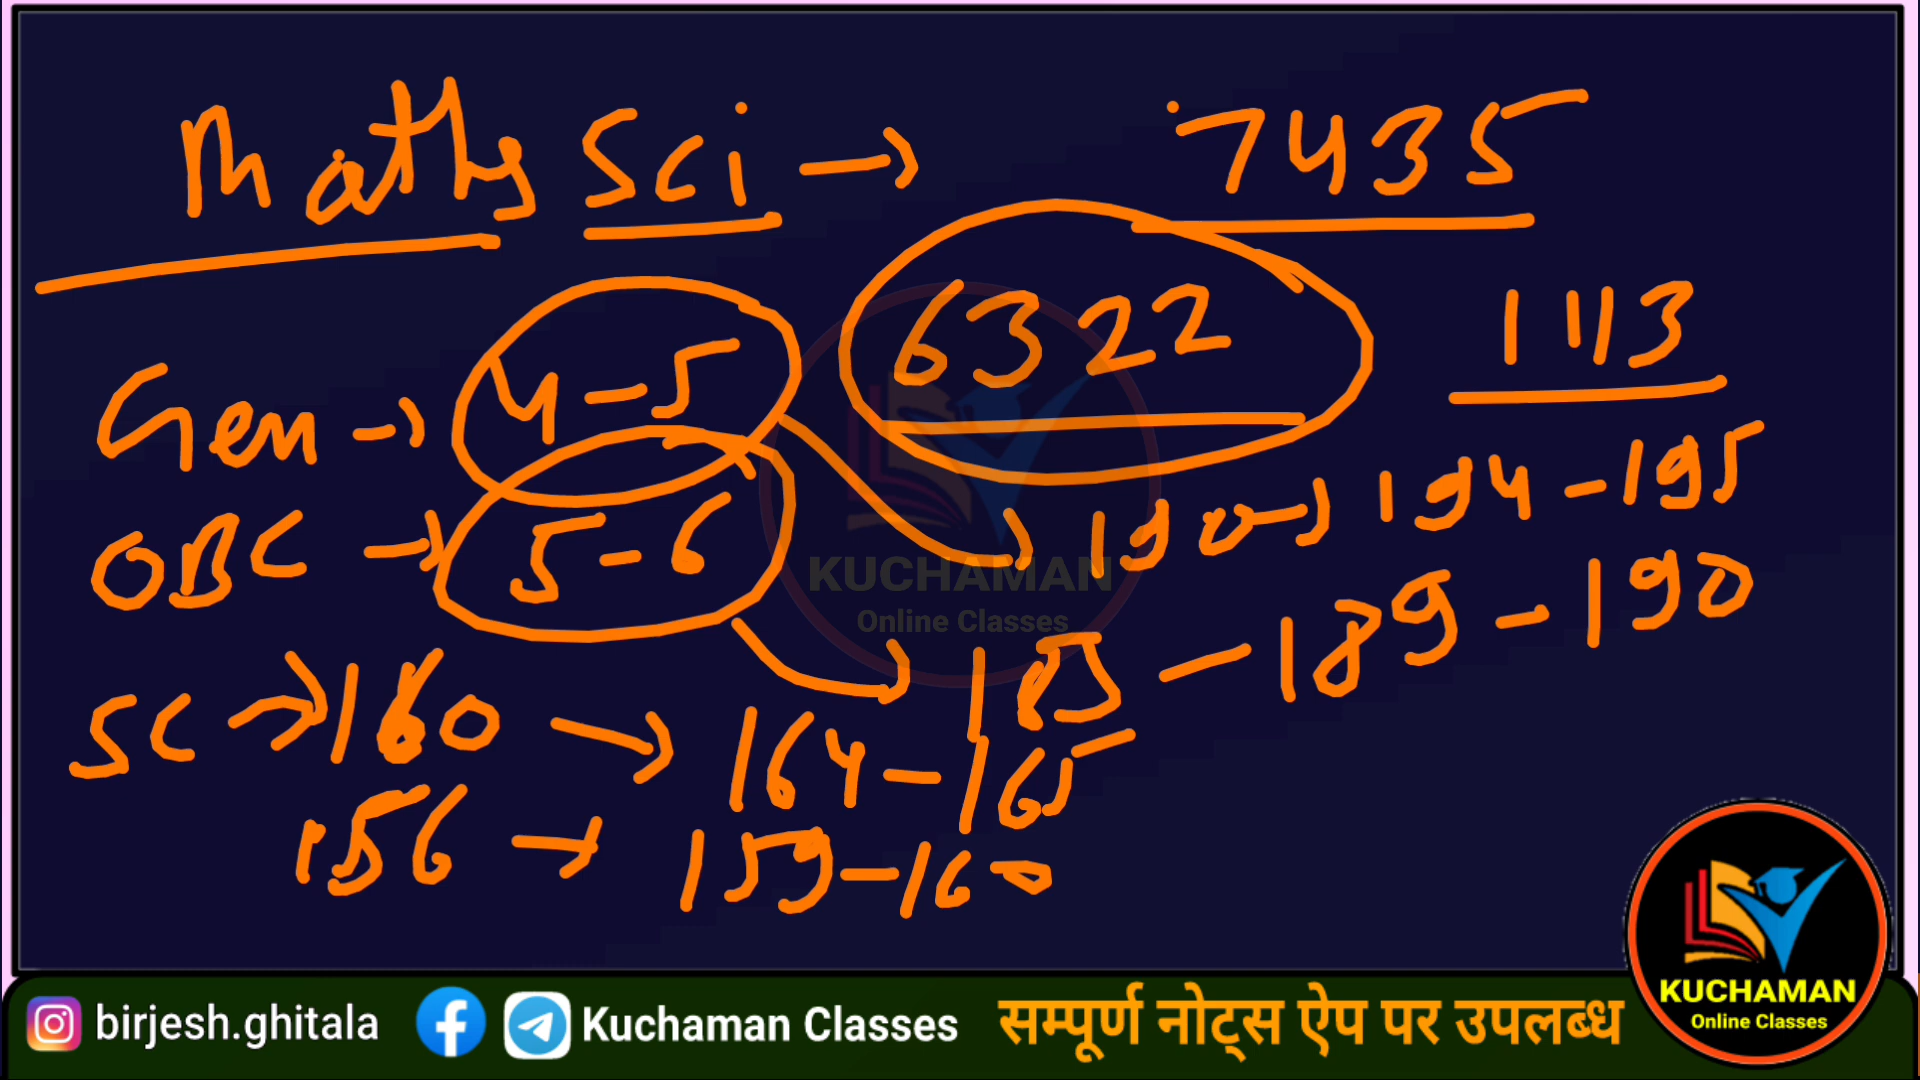 Maths Sci → 7435
6322 1113
Gen → 4-5 190 → 194-195
OBC → 5-6 185 - 189 - 190
SC → 160 → 164-165
156 → 159-160
KUCHAMAN
Online Classes
birjesh.ghitala Kuchaman Classes सम्पूर्ण नोट्स ऐप पर उपलब्ध
KUCHAMAN
Online Classes